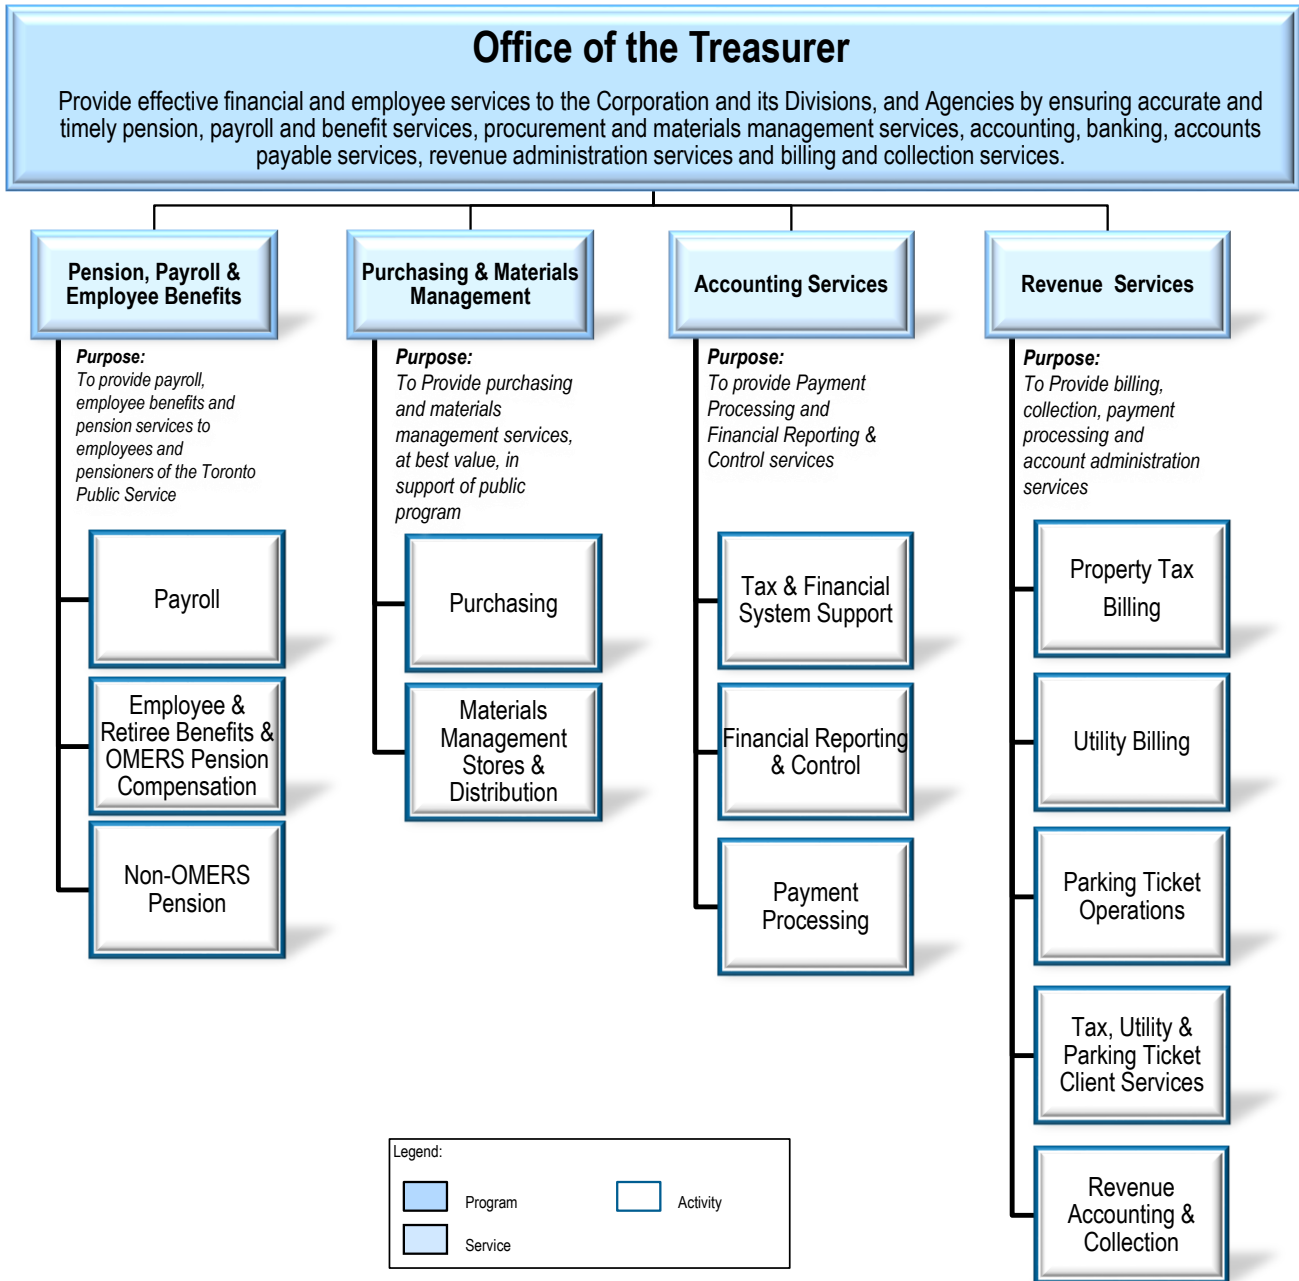 Office of the Treasurer
Provide effective financial and employee services to the Corporation and its Divisions, and Agencies by ensuring accurate and
timely pension, payroll and benefit services, procurement and materials management services, accounting, banking, accounts
payable services, revenue administration services and billing and collection services.
Pension, Payroll &
Employee Benefits
Purpose:
To provide payroll,
employee benefits and
pension services to
employees and
pensioners of the Toronto
Public Service
Payroll
Employee &
Retiree Benefits &
OMERS Pension
Compensation
Non-OMERS
Pension
Purchasing & Materials
Management
Purpose:
To Provide purchasing
and materials
management services,
at best value, in
support of public
program
Purchasing
Materials
Management
Stores &
Distribution
Accounting Services
Purpose:
To provide Payment
Processing and
Financial Reporting &
Control services
Tax & Financial
System Support
Financial Reporting
& Control
Payment
Processing
Revenue  Services
Purpose:
To Provide billing,
collection, payment
processing and
account administration
services
Property Tax
Billing
Utility Billing
Parking Ticket
Operations
Tax, Utility &
Parking Ticket
Client Services
Revenue
Accounting &
Collection
Legend:
Program
Activity
Service